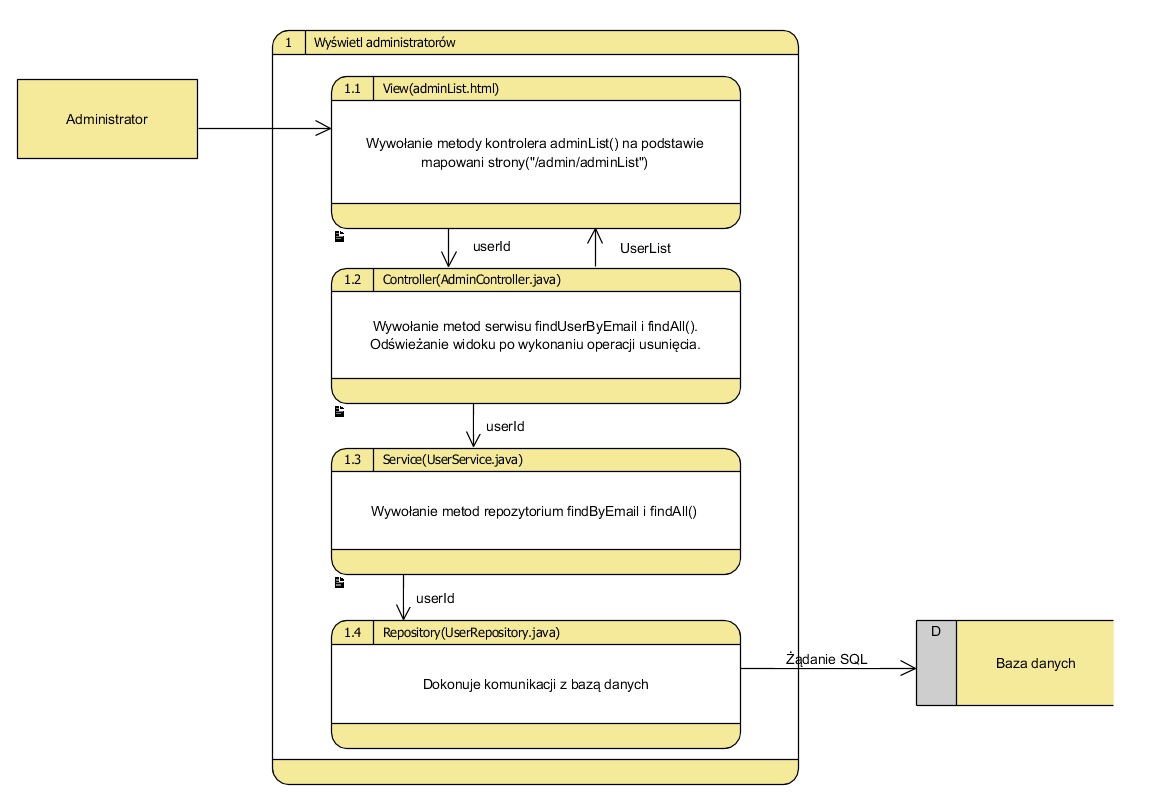 1 Wyświetl administratorów
Administrator
1.1 View(adminList.html)
Wywołanie metody kontrolera adminList() na podstawie
mapowani strony("/admin/adminList")
userId
UserList
1.2 Controller(AdminController.java)
Wywołanie metod serwisu findUserByEmail i findAll().
Odświeżanie widoku po wykonaniu operacji usunięcia.
userId
1.3 Service(UserService.java)
Wywołanie metod repozytorium findByEmail i findAll()
userId
1.4 Repository(UserRepository.java)
Dokonuje komunikacji z bazą danych
Żądanie SQL
D
Baza danych